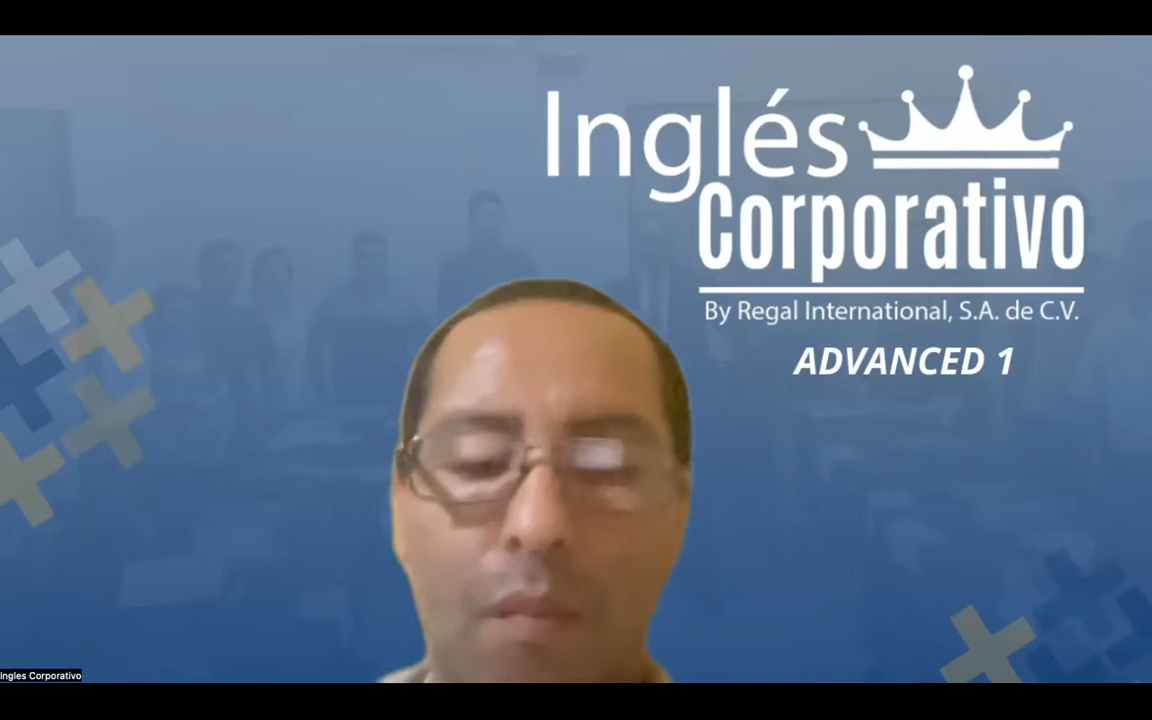 Inglés
Corporativo
By Regal International, S.A. de C.V.
ADVANCED 1
Ingles Corporativo